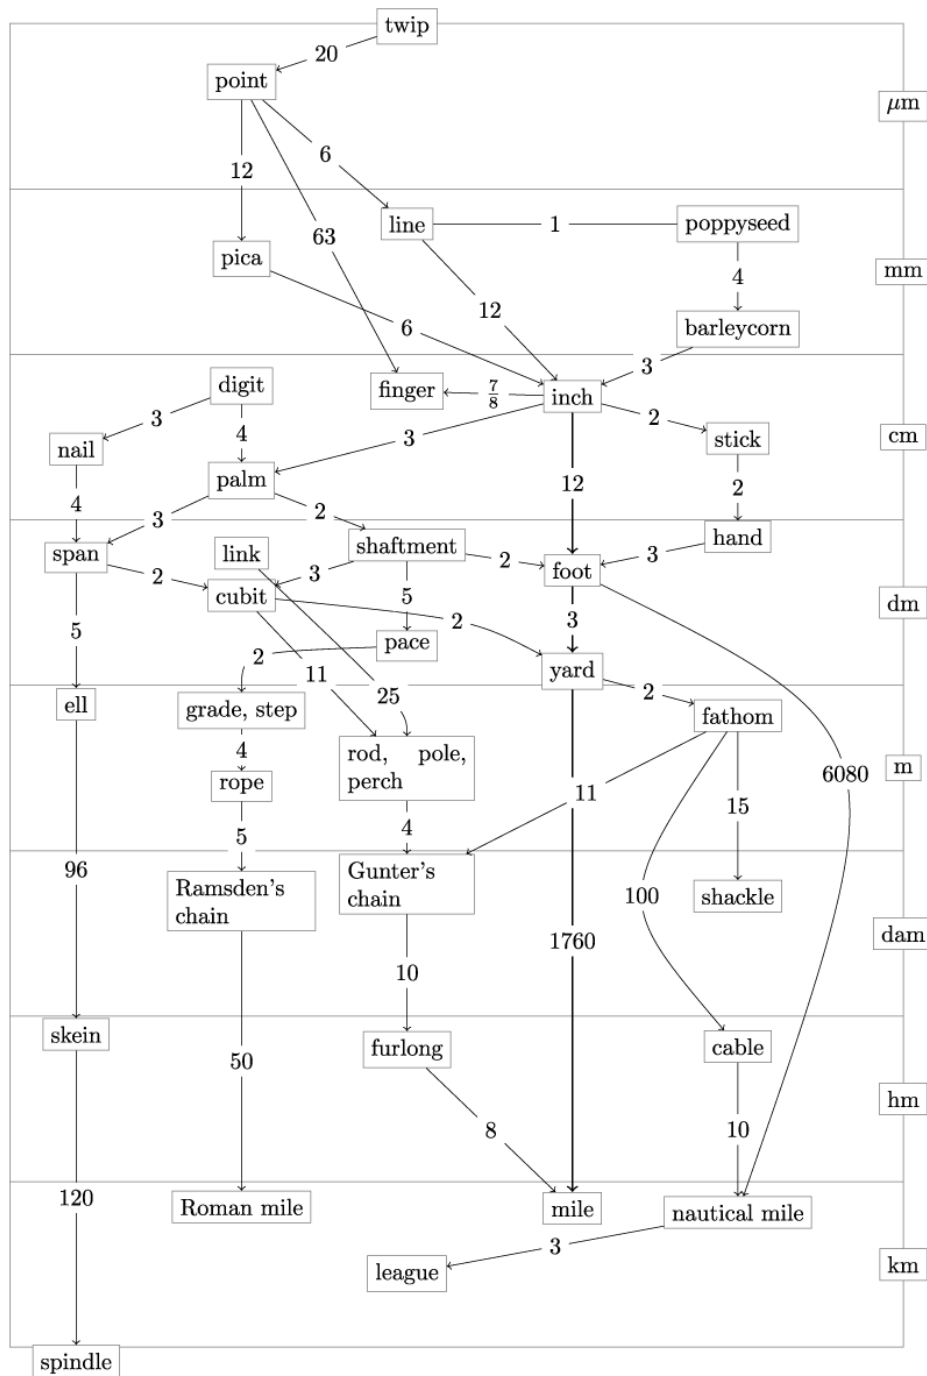 twip
20
point
μm
12
6
63
line
1
poppyseed
pica
mm
4
12
6
barleycorn
3
digit
finger
7/8
inch
3
4
3
2
nail
stick
cm
palm
4
12
2
3
2
span
link
shaftment
hand
2
3
2
foot
3
cubit
5
dm
5
2
3
2
pace
11
yard
25
2
ell
grade, step
fathom
4
rod, pole,
perch
rope
11
6080
m
15
5
4
96
Ramsden's
chain
Gunter's
chain
100
shackle
dam
1760
10
skein
furlong
cable
50
hm
8
10
120
Roman mile
mile
nautical mile
3
league
km
spindle